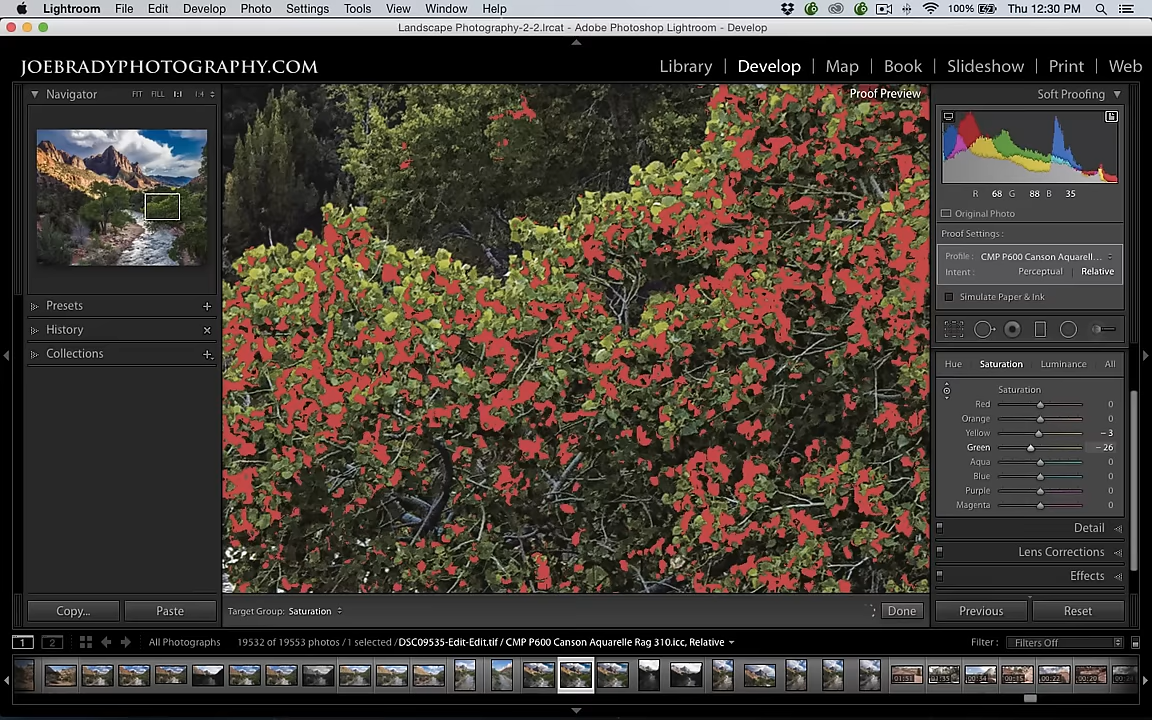 Lightroom File Edit Develop Photo Settings Tools View Window Help 100% Thu 12:30 PM
Landscape Photography-2-2.lrcat - Adobe Photoshop Lightroom - Develop
JOEBRADYPHOTOGRAPHY.COM
Library | Develop | Map | Book | Slideshow | Print | Web
Navigator FIT FILL 1:1 1:4
Proof Preview
Soft Proofing
R 68 G 88 B 35
Original Photo
Proof Settings :
Profile : CMP P600 Canson Aquarell...
Intent : Perceptual | Relative
Simulate Paper & Ink
Presets +
History ×
Collections +
Hue Saturation Luminance All
Saturation
Red 0
Orange 0
Yellow – 3
Green – 26
Aqua 0
Blue 0
Purple 0
Magenta 0
Detail
Lens Corrections
Effects
Copy... Paste
Target Group: Saturation
Done
Previous Reset
1 2 All Photographs 19532 of 19553 photos / 1 selected / DSC09535-Edit-Edit.tif / CMP P600 Canson Aquarelle Rag 310.icc, Relative
Filter : Filters Off